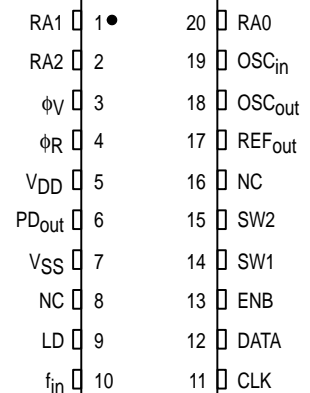 RA1 1 20 RA0
RA2 2 19 OSCin
ϕV 3 18 OSCout
ϕR 4 17 REFout
VDD 5 16 NC
PDout 6 15 SW2
VSS 7 14 SW1
NC 8 13 ENB
LD 9 12 DATA
fin 10 11 CLK